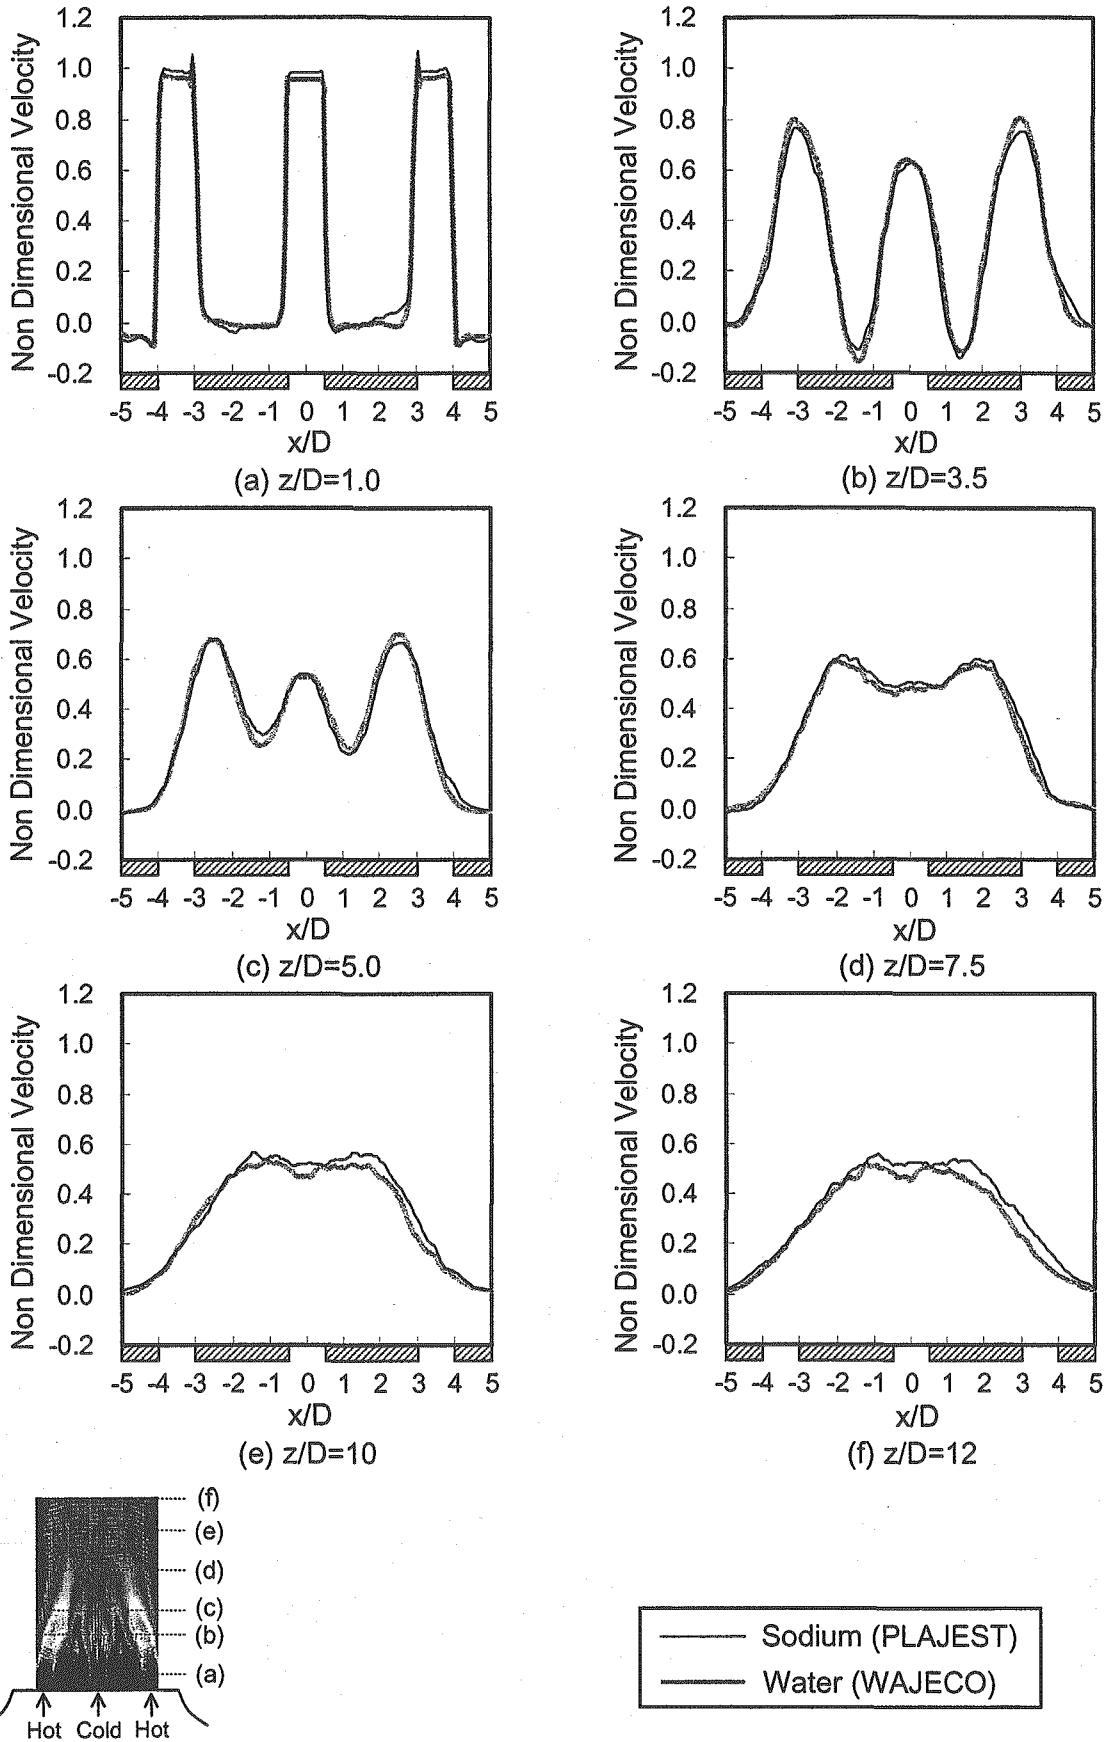 Non Dimensional Velocity
1.2
1.0
0.8
0.6
0.4
0.2
0.0
-0.2
-5 -4 -3 -2 -1 0 1 2 3 4 5
x/D
(a) z/D=1.0
Non Dimensional Velocity
1.2
1.0
0.8
0.6
0.4
0.2
0.0
-0.2
-5 -4 -3 -2 -1 0 1 2 3 4 5
x/D
(b) z/D=3.5
Non Dimensional Velocity
1.2
1.0
0.8
0.6
0.4
0.2
0.0
-0.2
-5 -4 -3 -2 -1 0 1 2 3 4 5
x/D
(c) z/D=5.0
Non Dimensional Velocity
1.2
1.0
0.8
0.6
0.4
0.2
0.0
-0.2
-5 -4 -3 -2 -1 0 1 2 3 4 5
x/D
(d) z/D=7.5
Non Dimensional Velocity
1.2
1.0
0.8
0.6
0.4
0.2
0.0
-0.2
-5 -4 -3 -2 -1 0 1 2 3 4 5
x/D
(e) z/D=10
Non Dimensional Velocity
1.2
1.0
0.8
0.6
0.4
0.2
0.0
-0.2
-5 -4 -3 -2 -1 0 1 2 3 4 5
x/D
(f) z/D=12
(f)
(e)
(d)
(c)
(b)
(a)
Hot Cold Hot
Sodium (PLAJEST)
Water (WAJECO)